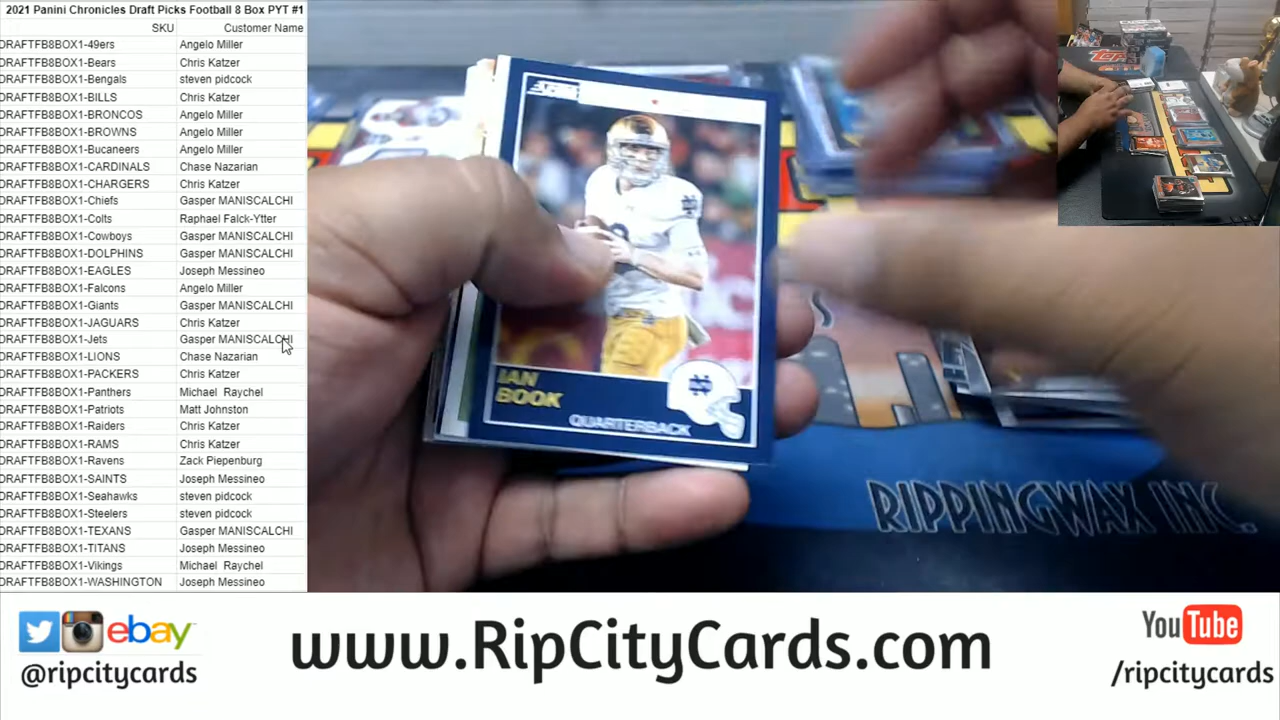 2021 Panini Chronicles Draft Picks Football 8 Box PYT #1
SKU Customer Name
DRAFTFB8BOX1-49ers Angelo Miller
DRAFTFB8BOX1-Bears Chris Katzer
DRAFTFB8BOX1-Bengals steven pidcock
DRAFTFB8BOX1-BILLS Chris Katzer
DRAFTFB8BOX1-BRONCOS Angelo Miller
DRAFTFB8BOX1-BROWNS Angelo Miller
DRAFTFB8BOX1-Bucaneers Angelo Miller
DRAFTFB8BOX1-CARDINALS Chase Nazarian
DRAFTFB8BOX1-CHARGERS Chris Katzer
DRAFTFB8BOX1-Chiefs Gasper MANISCALCHI
DRAFTFB8BOX1-Colts Raphael Falck-Ytter
DRAFTFB8BOX1-Cowboys Gasper MANISCALCHI
DRAFTFB8BOX1-DOLPHINS Gasper MANISCALCHI
DRAFTFB8BOX1-EAGLES Joseph Messineo
DRAFTFB8BOX1-Falcons Angelo Miller
DRAFTFB8BOX1-Giants Gasper MANISCALCHI
DRAFTFB8BOX1-JAGUARS Chris Katzer
DRAFTFB8BOX1-Jets Gasper MANISCALCHI
DRAFTFB8BOX1-LIONS Chase Nazarian
DRAFTFB8BOX1-PACKERS Chris Katzer
DRAFTFB8BOX1-Panthers Michael Raychel
DRAFTFB8BOX1-Patriots Matt Johnston
DRAFTFB8BOX1-Raiders Chris Katzer
DRAFTFB8BOX1-RAMS Chris Katzer
DRAFTFB8BOX1-Ravens Zack Piepenburg
DRAFTFB8BOX1-SAINTS Joseph Messineo
DRAFTFB8BOX1-Seahawks steven pidcock
DRAFTFB8BOX1-Steelers steven pidcock
DRAFTFB8BOX1-TEXANS Gasper MANISCALCHI
DRAFTFB8BOX1-TITANS Joseph Messineo
DRAFTFB8BOX1-Vikings Michael Raychel
DRAFTFB8BOX1-WASHINGTON Joseph Messineo
SCORE
IAN
BOOK
QUARTERBACK
RIPPINGWAX INC.
ebay
@ripcitycards
www.RipCityCards.com
YouTube
/ripcitycards